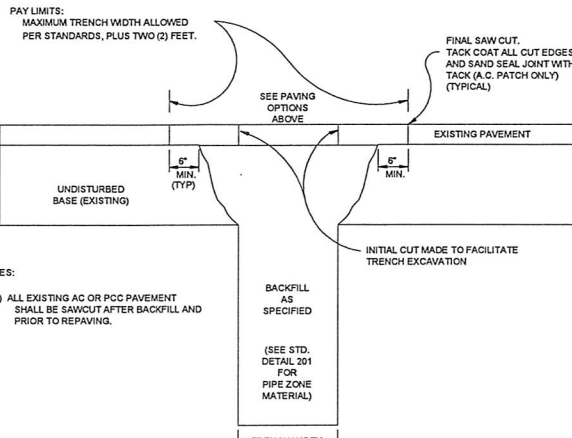 PAY LIMITS:
MAXIMUM TRENCH WIDTH ALLOWED
PER STANDARDS, PLUS TWO (2) FEET.
FINAL SAW CUT.
TACK COAT ALL CUT EDGES
AND SAND SEAL JOINT WITH
TACK (A.C. PATCH ONLY)
(TYPICAL)
SEE PAVING
OPTIONS
ABOVE
EXISTING PAVEMENT
6"
MIN.
(TYP)
6"
MIN.
UNDISTURBED
BASE (EXISTING)
INITIAL CUT MADE TO FACILITATE
TRENCH EXCAVATION
ES:
) ALL EXISTING AC OR PCC PAVEMENT
SHALL BE SAWCUT AFTER BACKFILL AND
PRIOR TO REPAVING.
BACKFILL
AS
SPECIFIED
(SEE STD.
DETAIL 201
FOR
PIPE ZONE
MATERIAL)